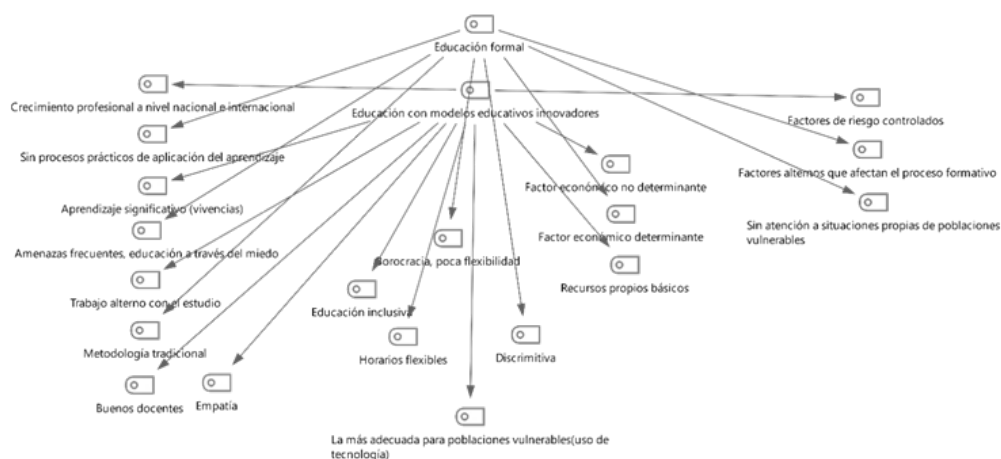 Educación formal
Crecimiento profesional a nivel nacional e internacional
Educación con modelos educativos innovadores
Factores de riesgo controlados
Sin procesos prácticos de aplicación del aprendizaje
Factores alternos que afectan el proceso formativo
Factor económico no determinante
Aprendizaje significativo (vivencias)
Sin atención a situaciones propias de poblaciones
vulnerables
Factor económico determinante
Amenazas frecuentes, educación a través del miedo
Borocracia, poca flexibilidad
Recursos propios básicos
Trabajo alterno con el estudio
Educación inclusiva
Metodología tradicional
Horarios flexibles
Discrimitiva
Buenos docentes
Empatía
La más adecuada para poblaciones vulnerables(uso de
tecnología)